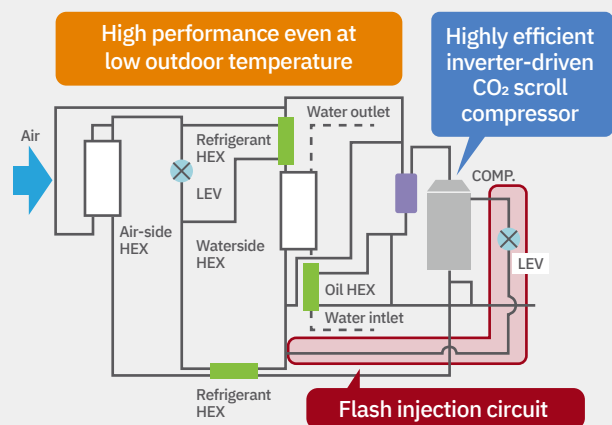 High performance even at
low outdoor temperature
Highly efficient
inverter-driven
CO₂ scroll
compressor
Air
Water outlet
Refrigerant
HEX
LEV
COMP.
Air-side
HEX
Waterside
HEX
LEV
Oil HEX
Water intlet
Refrigerant
HEX
Flash injection circuit